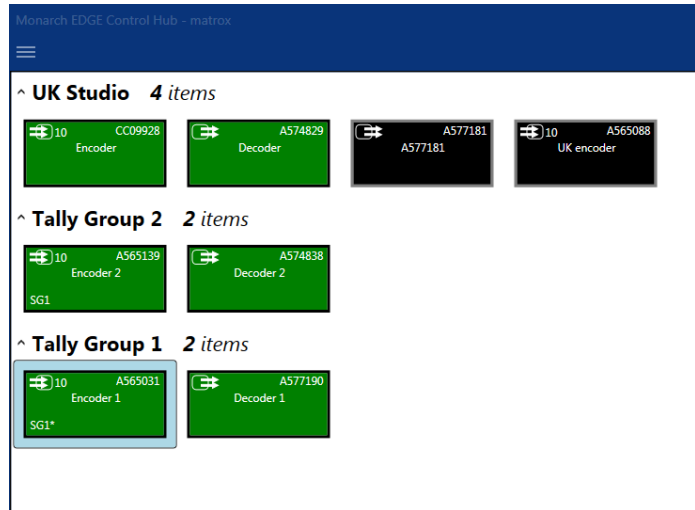 Monarch EDGE Control Hub - matrox
UK Studio 4 items
10 CC09928
Encoder
A574829
Decoder
A577181
A577181
10 A565088
UK encoder
Tally Group 2 2 items
10 A565139
Encoder 2
SG1
A574838
Decoder 2
Tally Group 1 2 items
10 A565031
Encoder 1
SG1*
A577190
Decoder 1